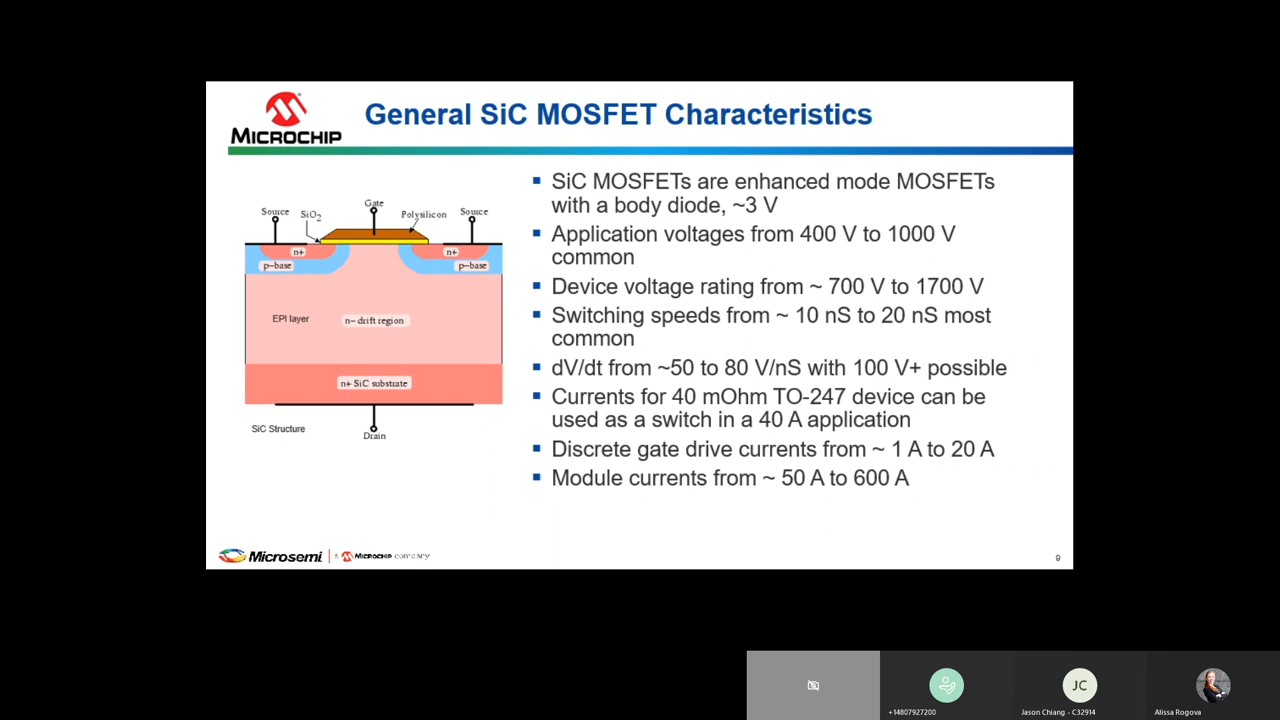 MICROCHIP
General SiC MOSFET Characteristics
Source
SiO2
Gate
Polysilicon
Source
n+
n+
p-base
p-base
EPI layer
n− drift region
n+ SiC substrate
SiC Structure
Drain
SiC MOSFETs are enhanced mode MOSFETs
with a body diode, ~3 V
Application voltages from 400 V to 1000 V
common
Device voltage rating from ~ 700 V to 1700 V
Switching speeds from ~ 10 nS to 20 nS most
common
dV/dt from ~50 to 80 V/nS with 100 V+ possible
Currents for 40 mOhm TO-247 device can be
used as a switch in a 40 A application
Discrete gate drive currents from ~ 1 A to 20 A
Module currents from ~ 50 A to 600 A
Microsemi | a MICROCHIP company
9
JC
+14807927200
Jason Chiang - C32914
Alissa Rogova